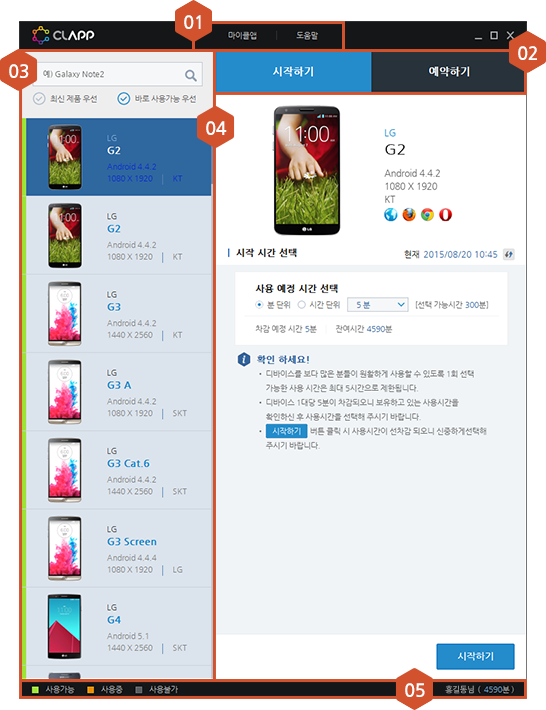 01
CLAPP
마이클앱 | 도움말
02
03
예) Galaxy Note2
최신 제품 우선 바로 사용가능 우선
시작하기
예약하기
04
LG
G2
Android 4.4.2
1080 X 1920 | KT
LG
G2
Android 4.4.2
1080 X 1920 | KT
LG
G3
Android 4.4.2
1440 X 2560 | KT
LG
G3 A
Android 4.4.2
1080 X 1920 | SKT
LG
G3 Cat.6
Android 4.4.2
1440 X 2560 | SKT
LG
G3 Screen
Android 4.4.4
1080 X 1920 | LG
LG
G4
Android 5.1
1440 X 2560 | SKT
LG
G2
Android 4.4.2
1080 X 1920
KT
시작 시간 선택
현재 2015/08/20 10:45
사용 예정 시간 선택
분 단위 시간 단위 5 분 [선택 가능시간 300분]
차감 예정 시간 5분 | 잔여시간 4590분
확인 하세요!
• 디바이스를 보다 많은 분들이 원활하게 사용할 수 있도록 1회 선택
가능한 사용 시간은 최대 5시간으로 제한됩니다.
• 디바이스 1대당 5분이 차감되오니 보유하고 있는 사용시간을
확인하신 후 사용시간을 선택해 주시기 바랍니다.
• 시작하기 버튼 클릭 시 사용시간이 선차감 되오니 신중하게선택해
주시기 바랍니다.
시작하기
05
사용가능 사용중 사용불가
홍길동님 ( 4590분 )